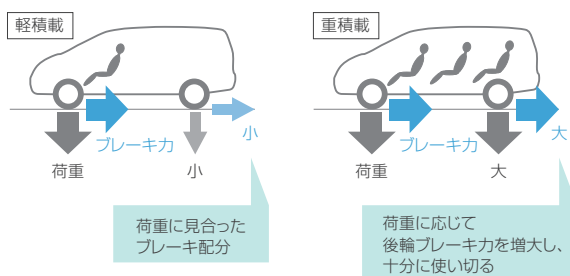 軽積載
ブレーキ力
小
荷重
小
荷重に見合った
ブレーキ配分
重積載
ブレーキ力
大
荷重
大
荷重に応じて
後輪ブレーキ力を増大し、
十分に使い切る